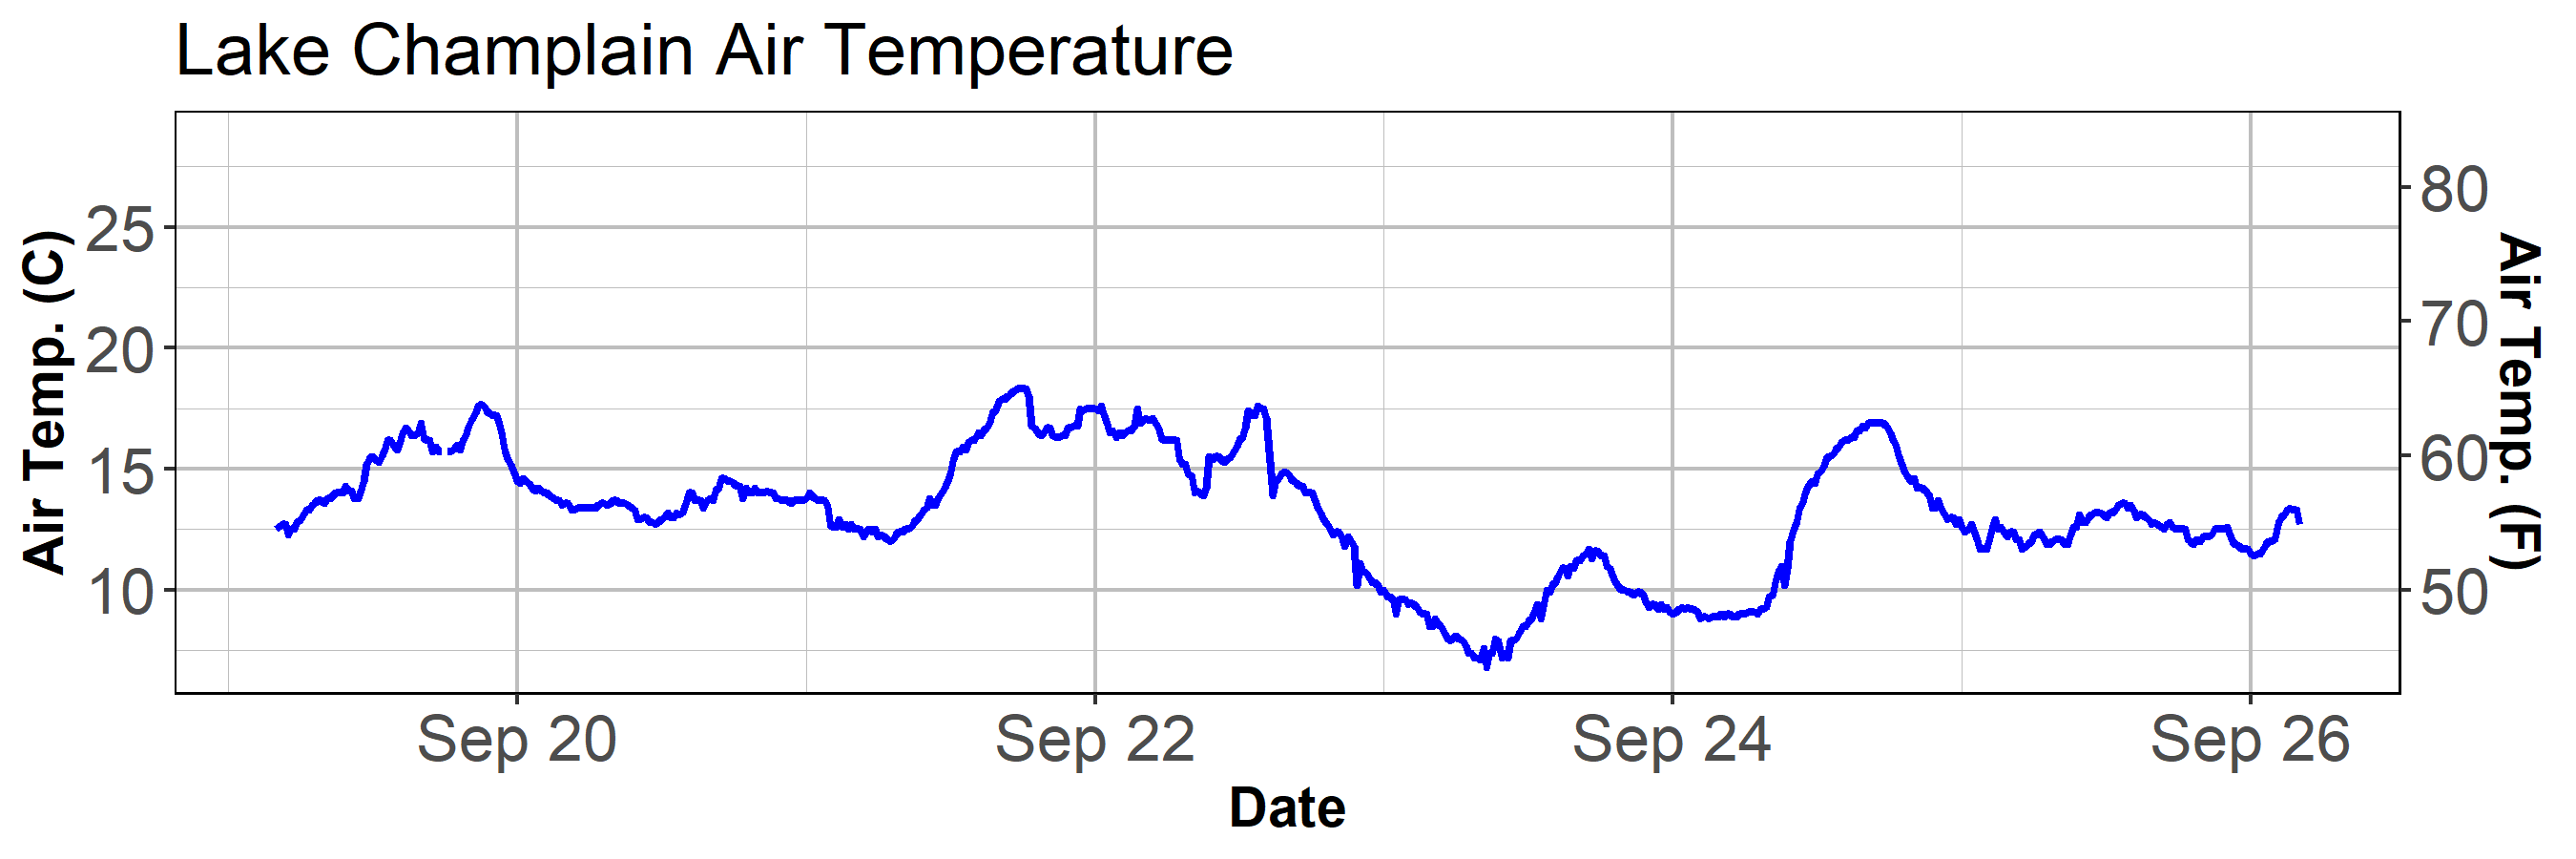 Lake Champlain Air Temperature
Air Temp. (C)
25
20
15
10
80
70
60
50
Air Temp. (F)
Sep 20 Sep 22 Sep 24 Sep 26
Date